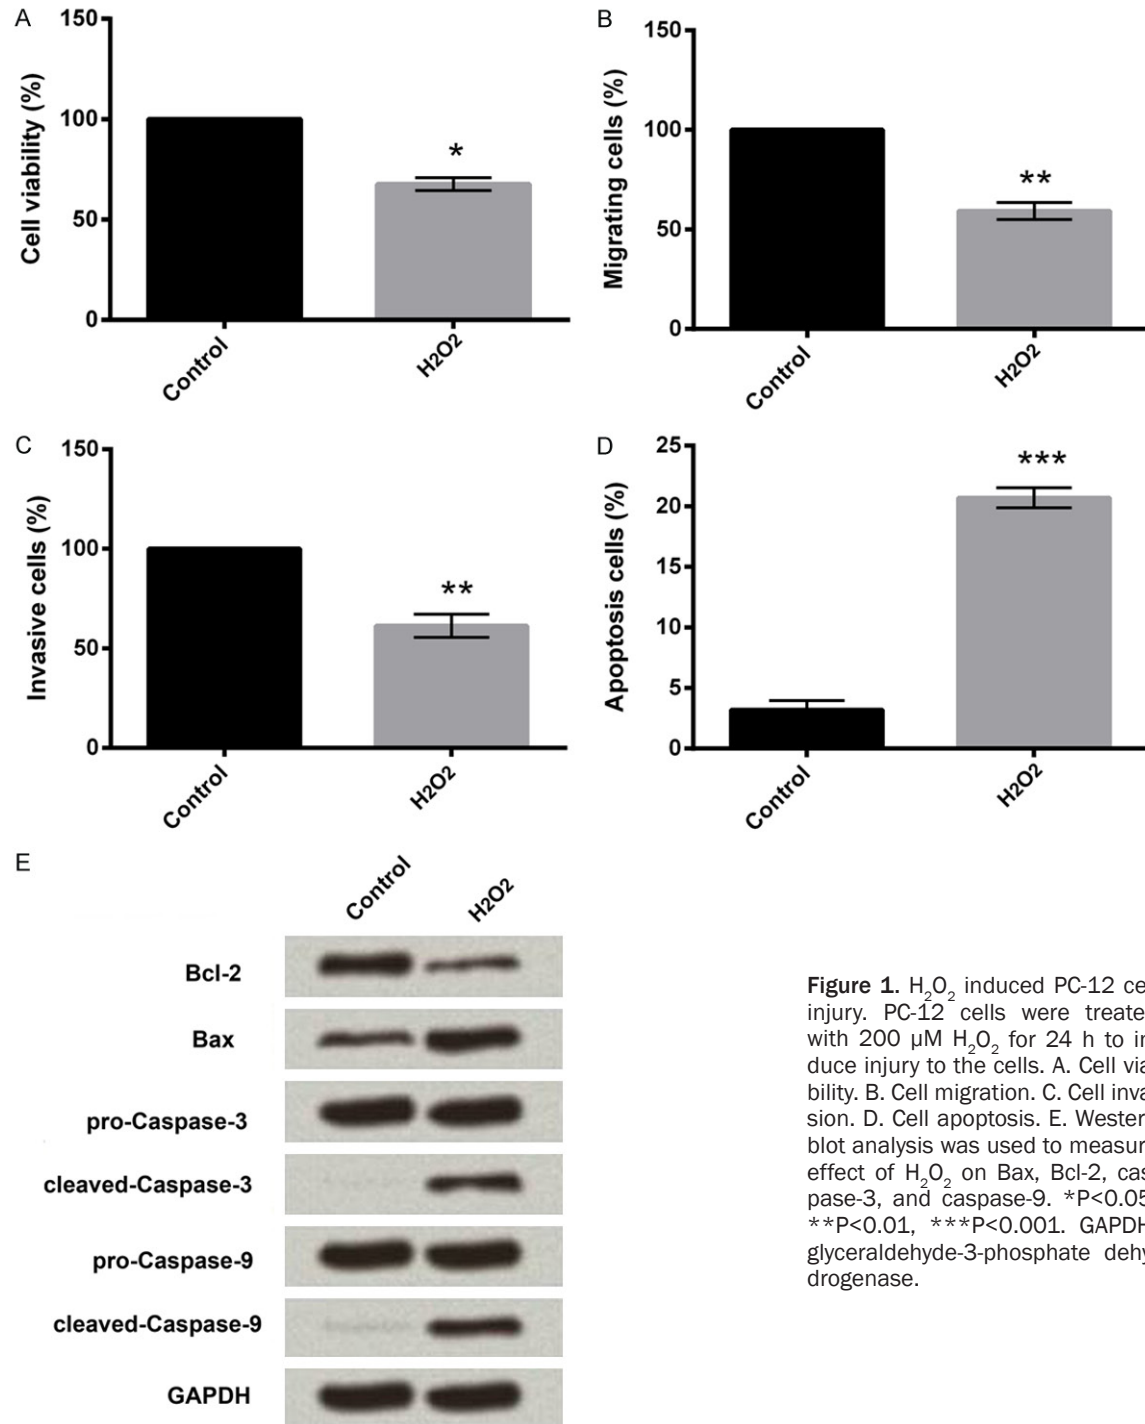 A
150
100
50
0
Cell viability (%)
*
Control
H2O2
B
150
100
50
0
Migrating cells (%)
**
Control
H2O2
C
150
100
50
0
Invasive cells (%)
**
Control
H2O2
D
25
20
15
10
5
0
Apoptosis cells (%)
***
Control
H2O2
E
Control
H2O2
Bcl-2
Bax
pro-Caspase-3
cleaved-Caspase-3
pro-Caspase-9
cleaved-Caspase-9
GAPDH
Figure 1. H₂O₂ induced PC-12 ce
injury. PC-12 cells were treate
with 200 µM H₂O₂ for 24 h to in
duce injury to the cells. A. Cell via
bility. B. Cell migration. C. Cell inva
sion. D. Cell apoptosis. E. Wester
blot analysis was used to measur
effect of H₂O₂ on Bax, Bcl-2, cas
pase-3, and caspase-9. *P<0.05
**P<0.01, ***P<0.001. GAPDH
glyceraldehyde-3-phosphate dehy
drogenase.